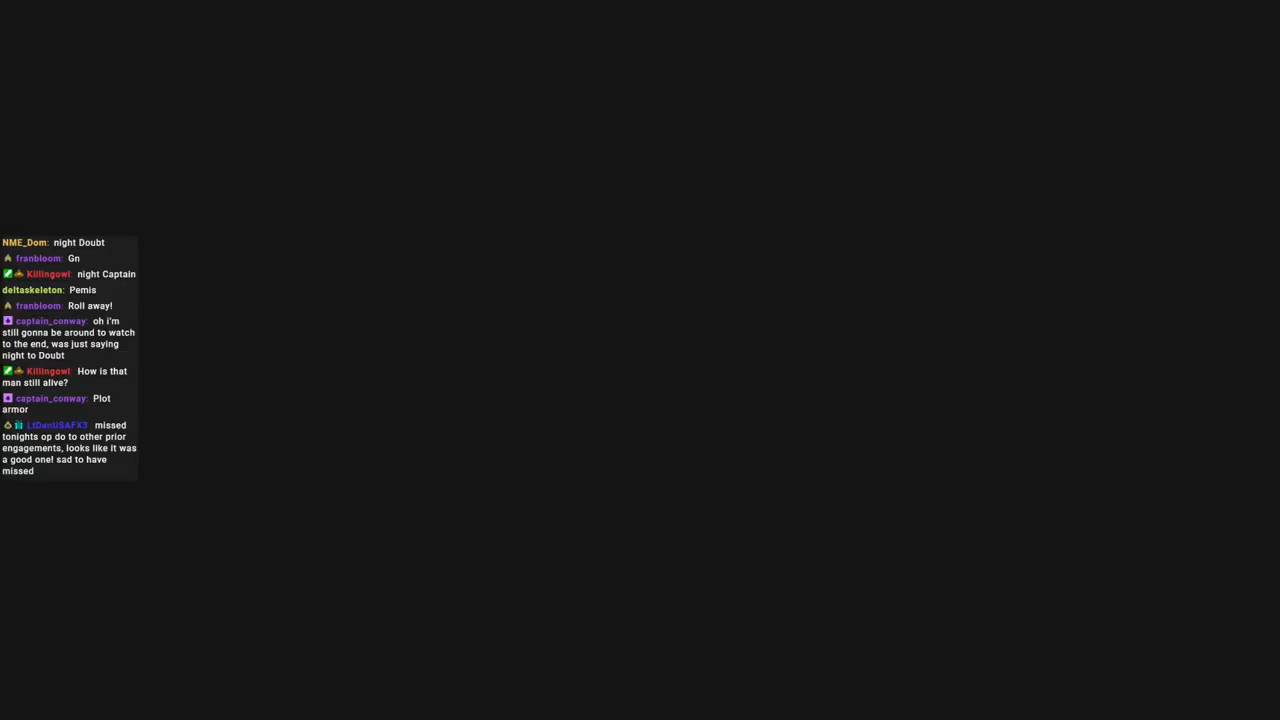 NME_Dom: night Doubt
franbloom: Gn
Killingowl: night Captain
deltaskeleton: Pemis
franbloom: Roll away!
captain_conway: oh i'm
still gonna be around to watch
to the end, was just saying
night to Doubt
Killingowl: How is that
man still alive?
captain_conway: Plot
armor
LtDanUSAFX3 missed
tonights op do to other prior
engagements, looks like it was
a good one! sad to have
missed